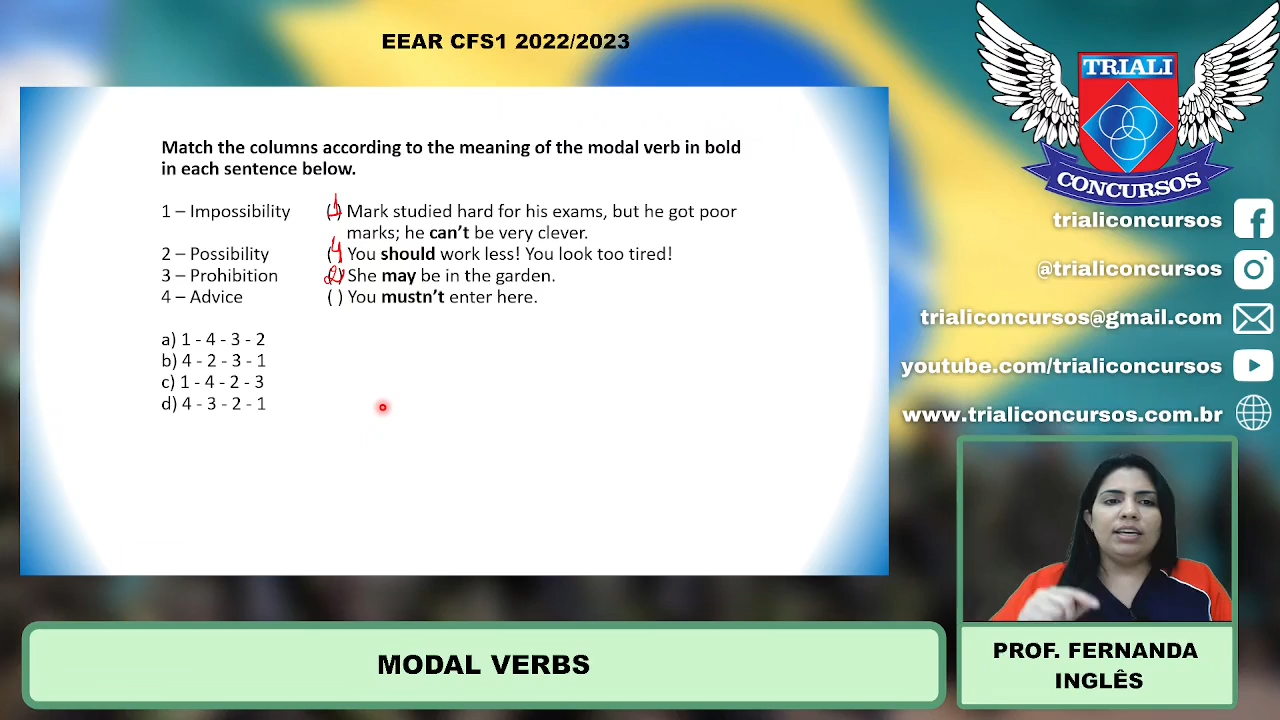 EEAR CFS1 2022/2023
TRIALI
CONCURSOS
Match the columns according to the meaning of the modal verb in bold
in each sentence below.
1 – Impossibility (1) Mark studied hard for his exams, but he got poor
marks; he can't be very clever.
2 – Possibility (4) You should work less! You look too tired!
3 – Prohibition (2) She may be in the garden.
4 – Advice ( ) You mustn't enter here.
a) 1 - 4 - 3 - 2
b) 4 - 2 - 3 - 1
c) 1 - 4 - 2 - 3
d) 4 - 3 - 2 - 1
trialiconcursos
@trialiconcursos
trialiconcursos@gmail.com
youtube.com/trialiconcursos
www.trialiconcursos.com.br
MODAL VERBS
PROF. FERNANDA
INGLÊS